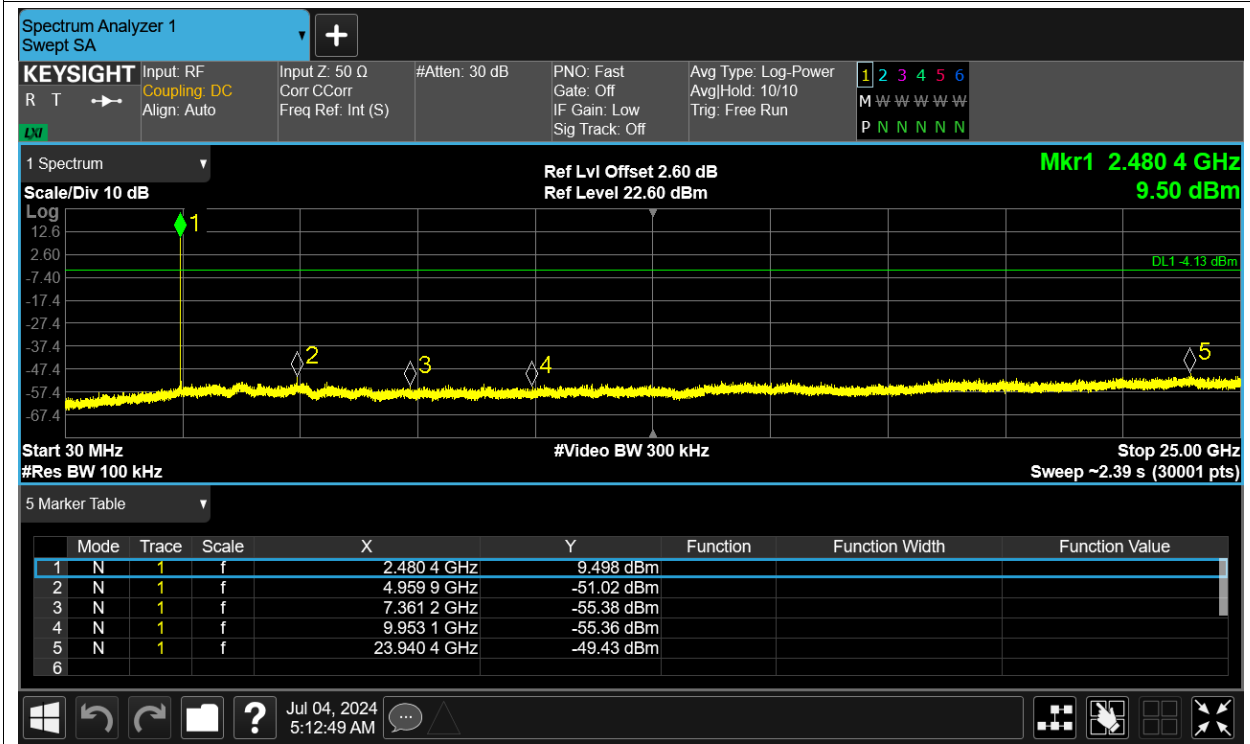 Spectrum Analyzer 1
Swept SA
KEYSIGHT
R T
LXI
Input: RF
Coupling: DC
Align: Auto
Input Z: 50 Ω
Corr CCorr
Freq Ref: Int (S)
#Atten: 30 dB
PNO: Fast
Gate: Off
IF Gain: Low
Sig Track: Off
Avg Type: Log-Power
Avg|Hold: 10/10
Trig: Free Run
1 2 3 4 5 6
M W W W W W
P N N N N N
1 Spectrum
Scale/Div 10 dB
Ref Lvl Offset 2.60 dB
Ref Level 22.60 dBm
Mkr1 2.480 4 GHz
9.50 dBm
Log
12.6
2.60
-7.40
-17.4
-27.4
-37.4
-47.4
-57.4
-67.4
1
2
3
4
5
DL1 -4.13 dBm
Start 30 MHz
#Video BW 300 kHz
Stop 25.00 GHz
#Res BW 100 kHz
Sweep ~2.39 s (30001 pts)
5 Marker Table
Mode Trace Scale X Y Function Function Width Function Value
1 N 1 f 2.480 4 GHz 9.498 dBm
2 N 1 f 4.959 9 GHz -51.02 dBm
3 N 1 f 7.361 2 GHz -55.38 dBm
4 N 1 f 9.953 1 GHz -55.36 dBm
5 N 1 f 23.940 4 GHz -49.43 dBm
6
?
Jul 04, 2024
5:12:49 AM